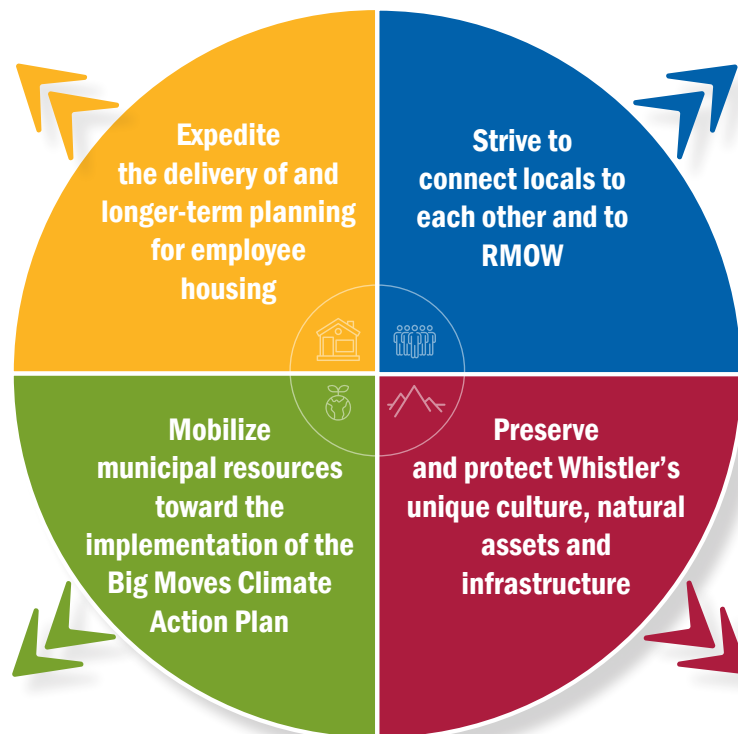 Expedite
the delivery of and
longer-term planning
for employee
housing
Strive to
connect locals to
each other and to
RMOW
Mobilize
municipal resources
toward the
implementation of the
Big Moves Climate
Action Plan
Preserve
and protect Whistler’s
unique culture, natural
assets and
infrastructure